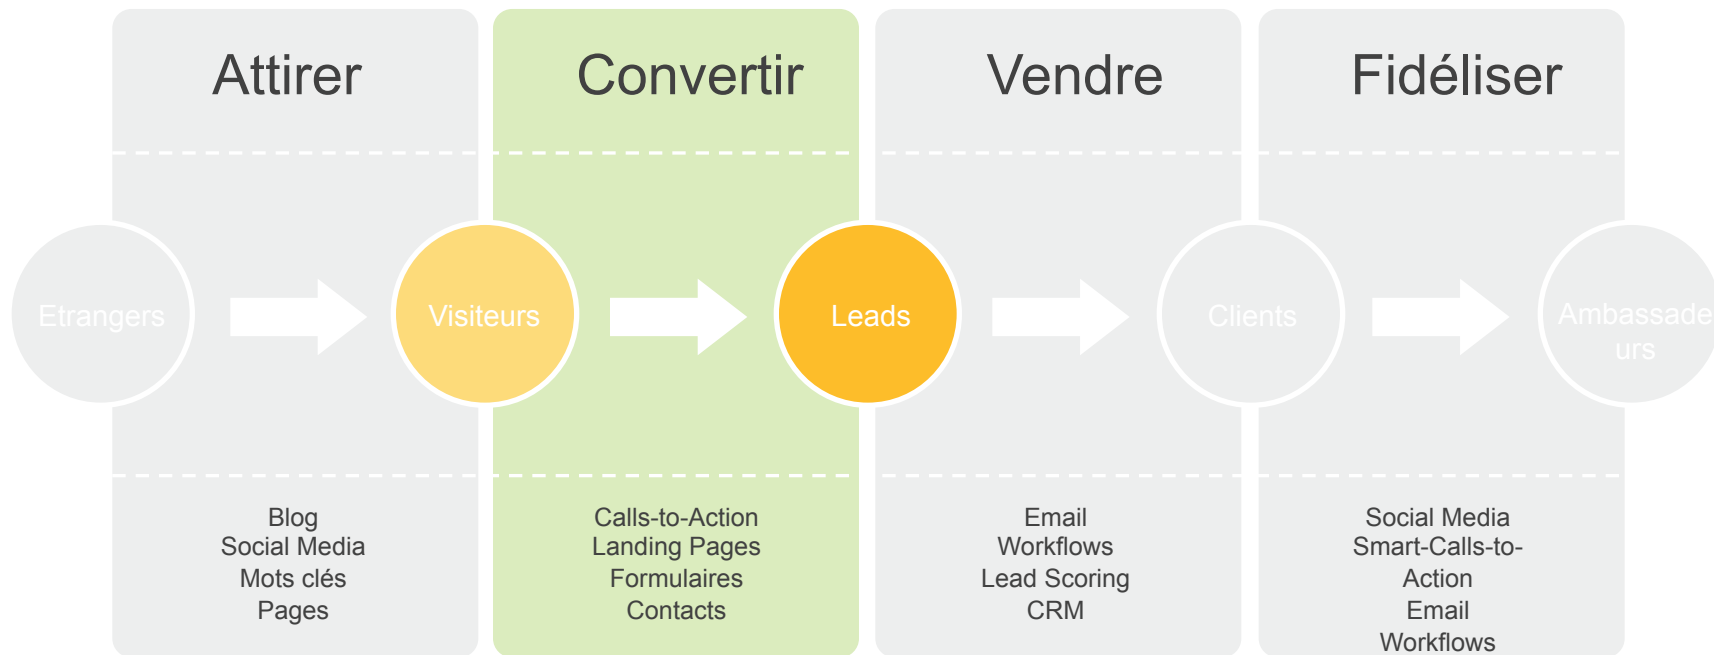 Attirer
Convertir
Vendre
Fidéliser
Etrangers
Visiteurs
Leads
Clients
Ambassade
urs
Blog
Social Media
Mots clés
Pages
Calls-to-Action
Landing Pages
Formulaires
Contacts
Email
Workflows
Lead Scoring
CRM
Social Media
Smart-Calls-to-
Action
Email
Workflows